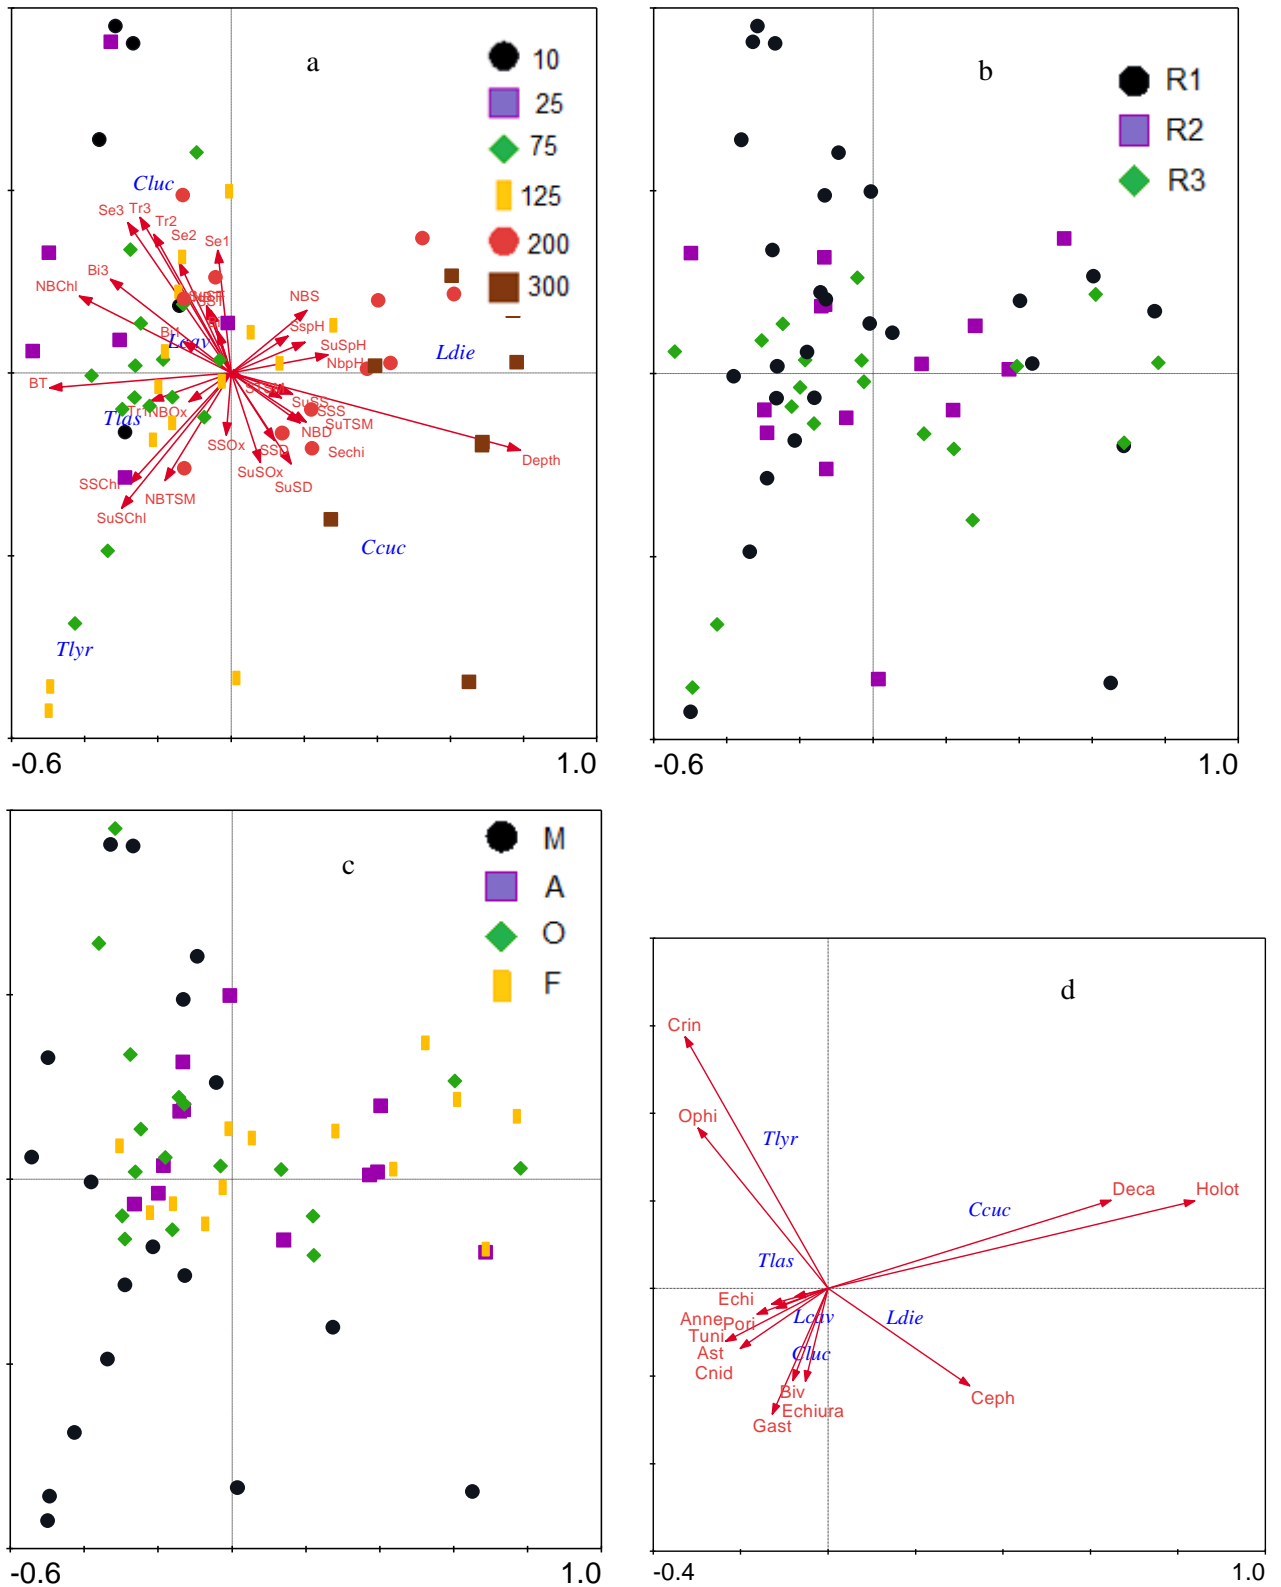 a
10
25
75
125
200
300
Cluc
Se3 Tr3
Tr2
Se2
Se1
Bi3
NBChl
NBS
SspH
SuSpH
NbpH
Bi1
Lcav
Ldie
BT
Tr1 NBOx
Tlas
SuSS
SSS
SuTSM
NBD
SSOx
SSD
Sechi
SuSOx
SuSD
Depth
SSChl
NBTSM
SuSChl
Ccuc
Tlyr
-0.6 1.0
b
R1
R2
R3
-0.6 1.0
c
M
A
O
F
-0.6 1.0
d
Crin
Ophi
Tlyr
Deca Holot
Ccuc
Tlas
Echi
Anne Pori
Tuni
Ast
Cnid
Lcav
Ldie
Cluc
Biv
Echiura
Gast
Ceph
-0.4 1.0